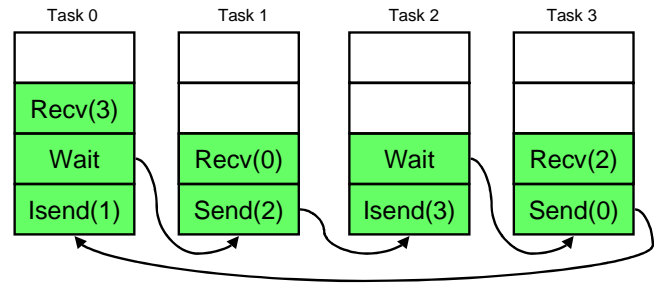 Task 0
Task 1
Task 2
Task 3
Recv(3)
Wait
Recv(0)
Wait
Recv(2)
Isend(1)
Send(2)
Isend(3)
Send(0)